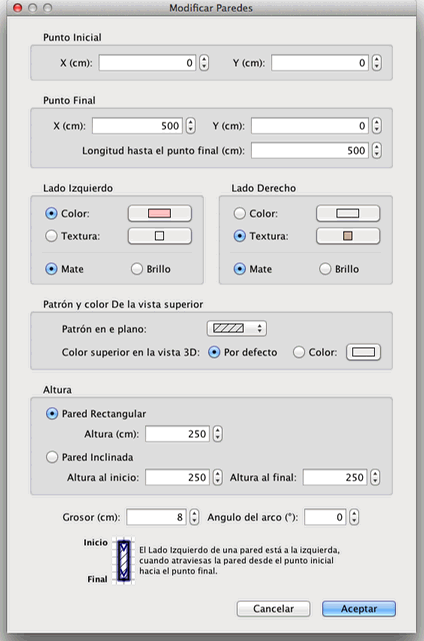 Modificar Paredes
Punto Inicial
X (cm): 0 Y (cm): 0
Punto Final
X (cm): 500 Y (cm): 0
Longitud hasta el punto final (cm): 500
Lado Izquierdo Lado Derecho
Color: Color:
Textura: Textura:
Mate Brillo Mate Brillo
Patrón y color De la vista superior
Patrón en e plano:
Color superior en la vista 3D: Por defecto Color:
Altura
Pared Rectangular
Altura (cm): 250
Pared Inclinada
Altura al inicio: 250 Altura al final: 250
Grosor (cm): 8 Angulo del arco (°): 0
Inicio
El Lado Izquierdo de una pared está a la izquierda,
cuando atraviesas la pared desde el punto inicial
hacia el punto final.
Final
Cancelar Aceptar